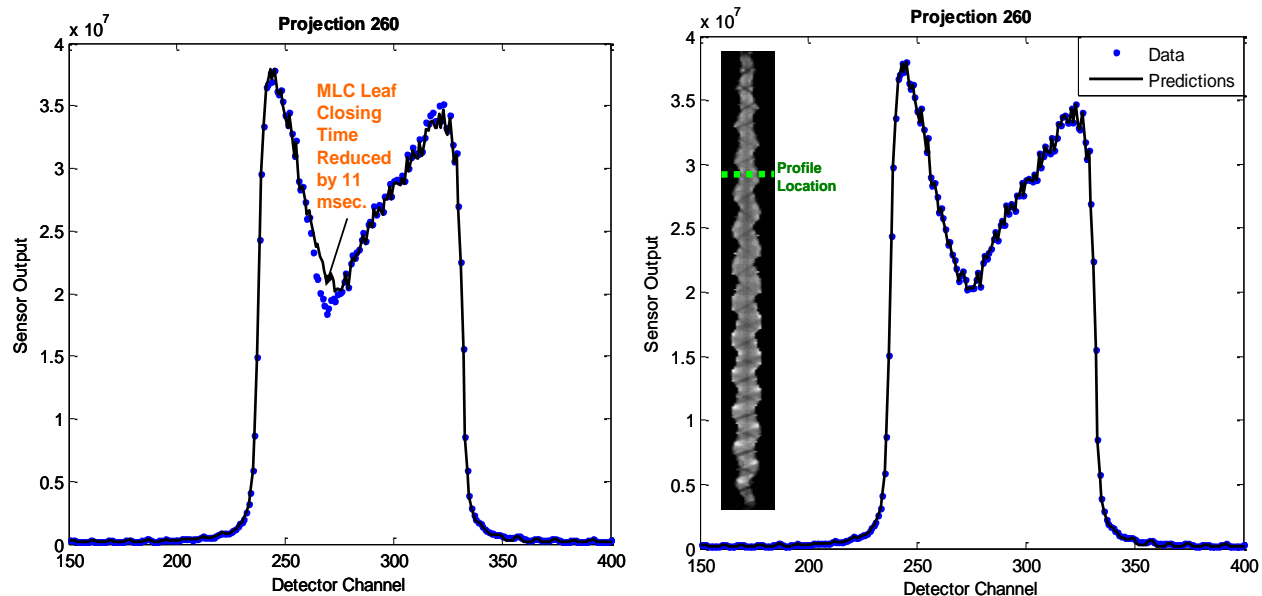 Projection 260
x 10^7
4
3.5
3
2.5
2
1.5
1
0.5
0
Sensor Output
MLC Leaf
Closing
Time
Reduced
by 11
msec.
150 200 250 300 350 400
Detector Channel
Projection 260
x 10^7
4
3.5
3
2.5
2
1.5
1
0.5
0
Sensor Output
Data
Predictions
Profile
Location
150 200 250 300 350 400
Detector Channel